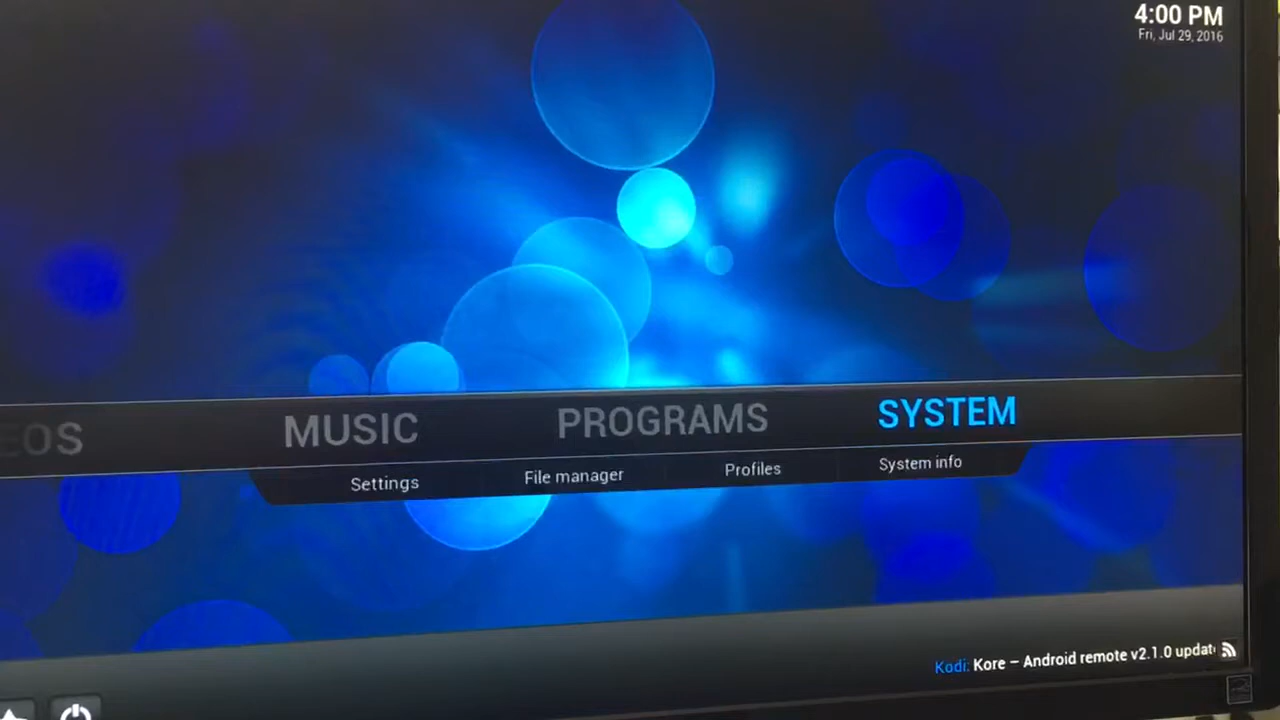 4:00 PM
Fri, Jul 29, 2016
EOS MUSIC PROGRAMS SYSTEM
Settings File manager Profiles System info
Kodi: Kore – Android remote v2.1.0 updat